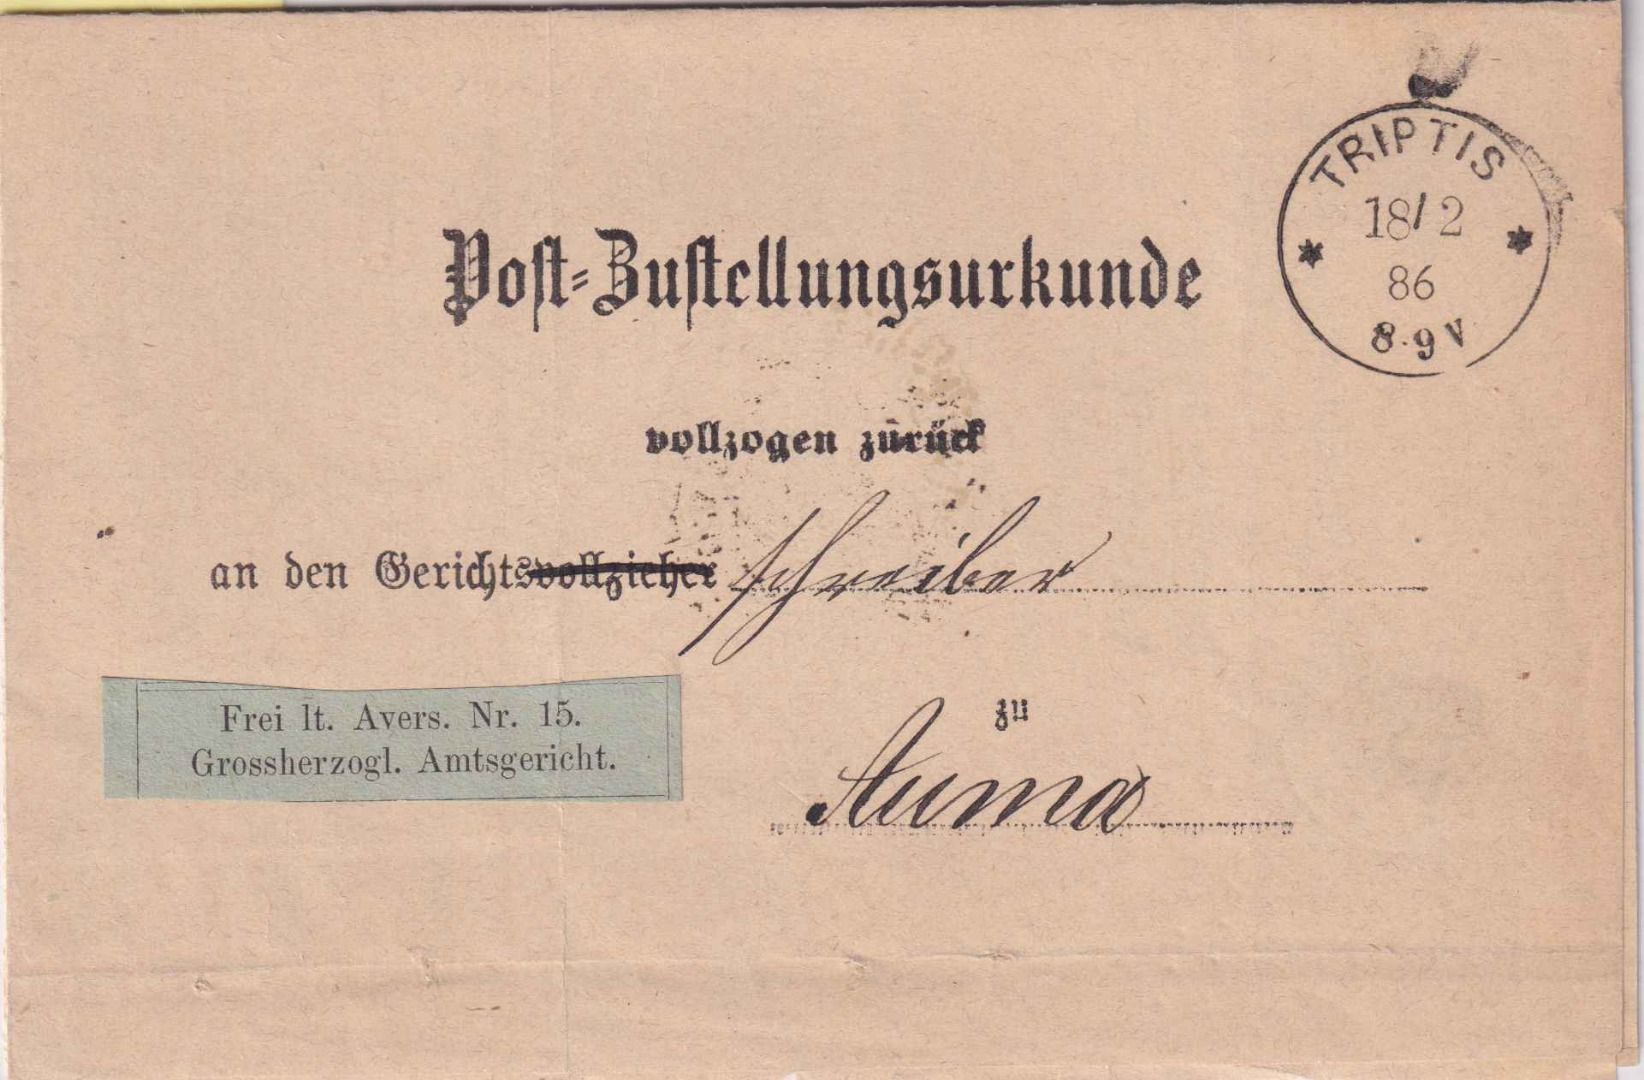 TRIPTIS
18/2
86
8-9V
Post-Zustellungsurkunde
vollzogen zurück
an den Gerichtsvollzieher schreiber
Frei lt. Avers. Nr. 15.
Grossherzogl. Amtsgericht.
zu
Auma